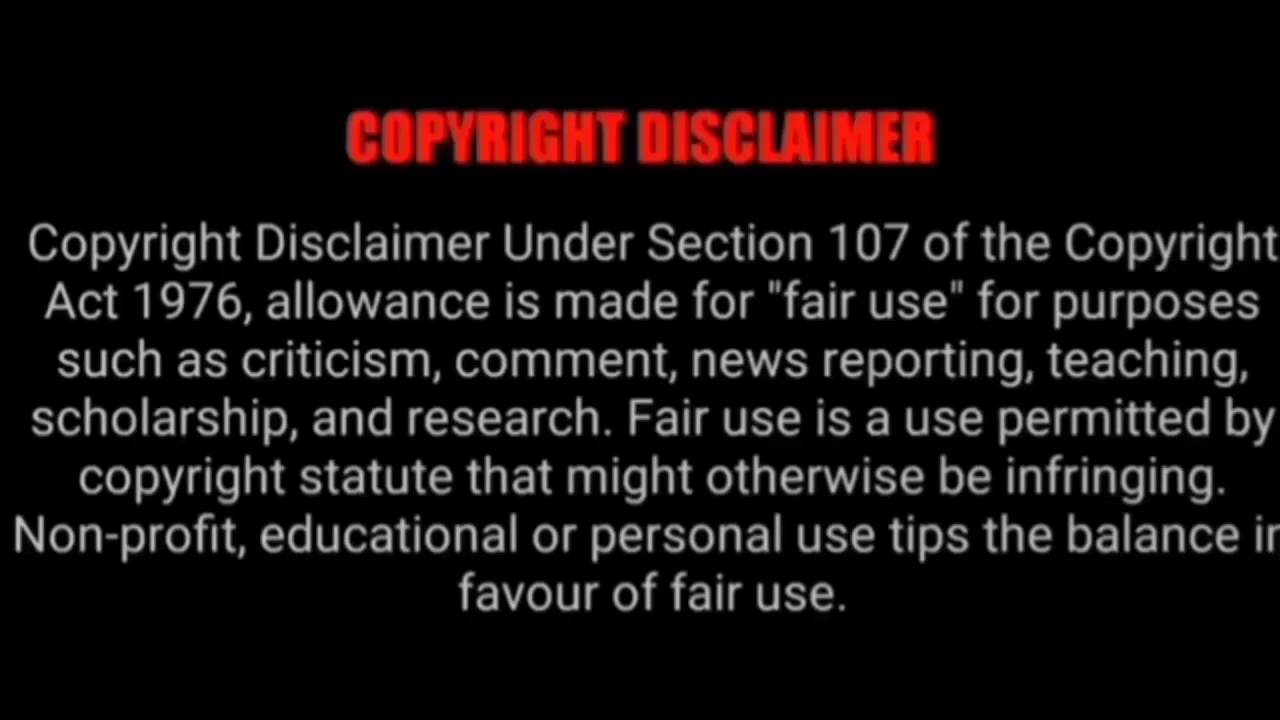 COPYRIGHT DISCLAIMER
Copyright Disclaimer Under Section 107 of the Copyright
Act 1976, allowance is made for "fair use" for purposes
such as criticism, comment, news reporting, teaching,
scholarship, and research. Fair use is a use permitted by
copyright statute that might otherwise be infringing.
Non-profit, educational or personal use tips the balance in
favour of fair use.